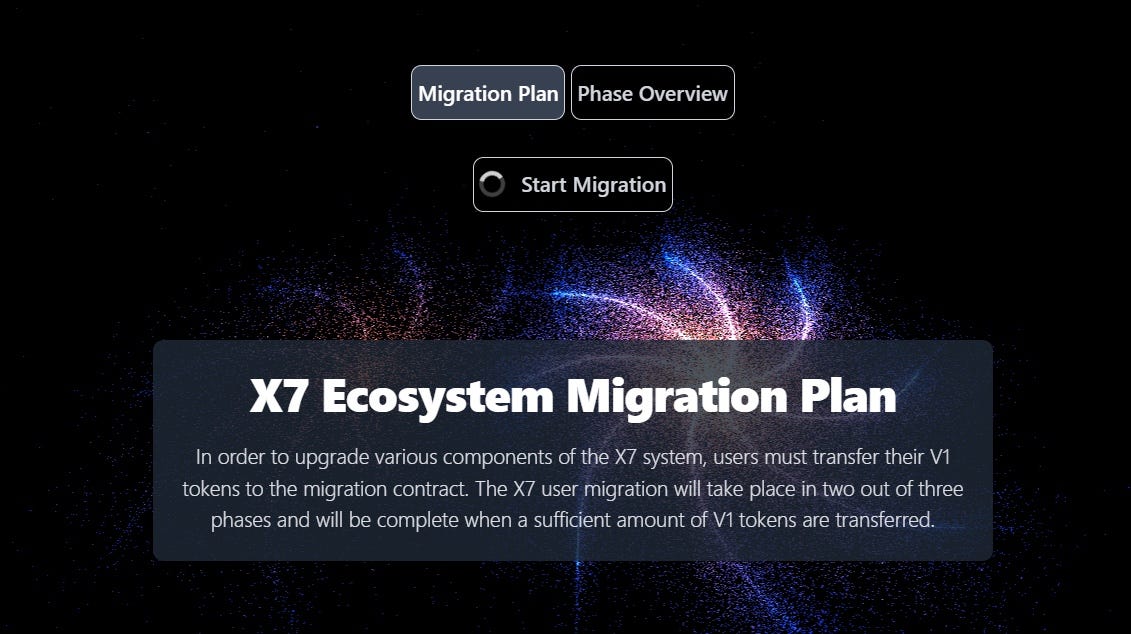 Migration Plan
Phase Overview
Start Migration
X7 Ecosystem Migration Plan
In order to upgrade various components of the X7 system, users must transfer their V1
tokens to the migration contract. The X7 user migration will take place in two out of three
phases and will be complete when a sufficient amount of V1 tokens are transferred.